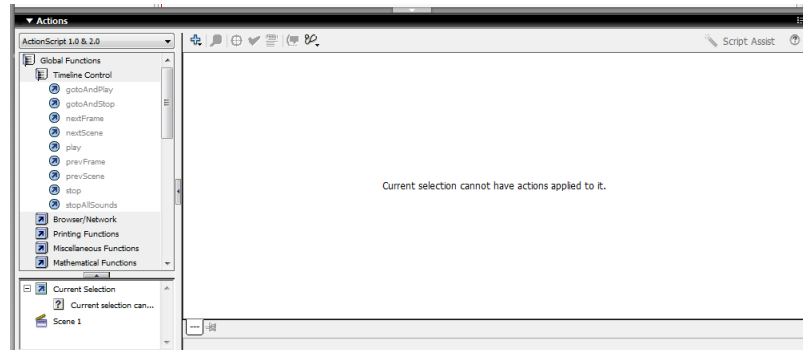 Actions
ActionScript 1.0 & 2.0
Script Assist
Global Functions
Timeline Control
gotoAndPlay
gotoAndStop
nextFrame
nextScene
play
prevFrame
prevScene
stop
stopAllSounds
Browser/Network
Printing Functions
Miscellaneous Functions
Mathematical Functions
Current selection cannot have actions applied to it.
Current Selection
Current selection can...
Scene 1